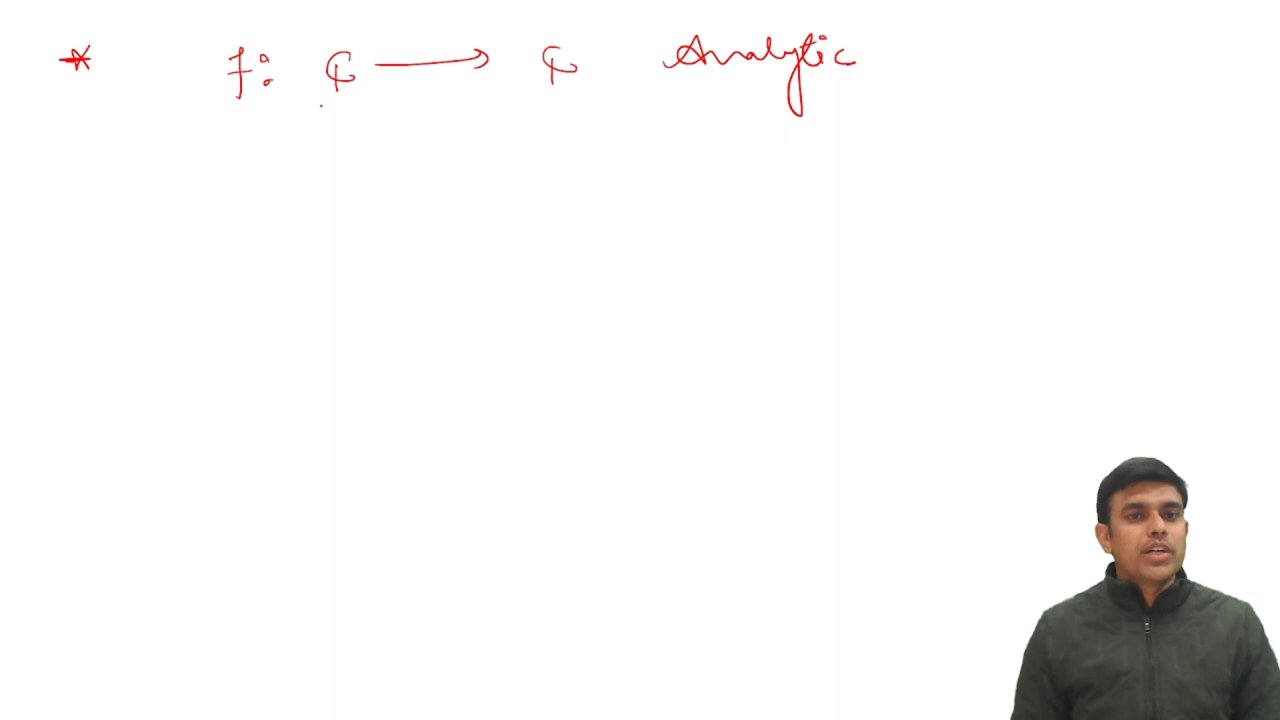 * f: ℂ ⟶ ℂ Analytic